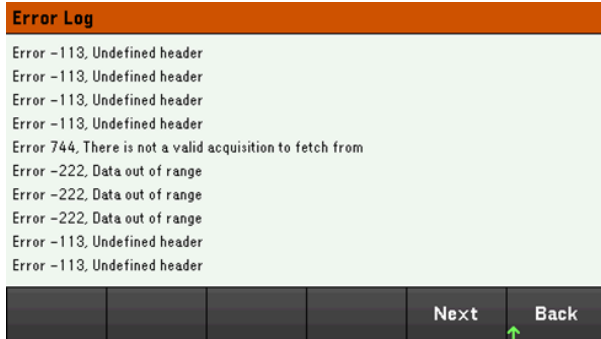 Error Log
Error -113, Undefined header
Error -113, Undefined header
Error -113, Undefined header
Error -113, Undefined header
Error 744, There is not a valid acquisition to fetch from
Error -222, Data out of range
Error -222, Data out of range
Error -222, Data out of range
Error -113, Undefined header
Error -113, Undefined header
Next Back